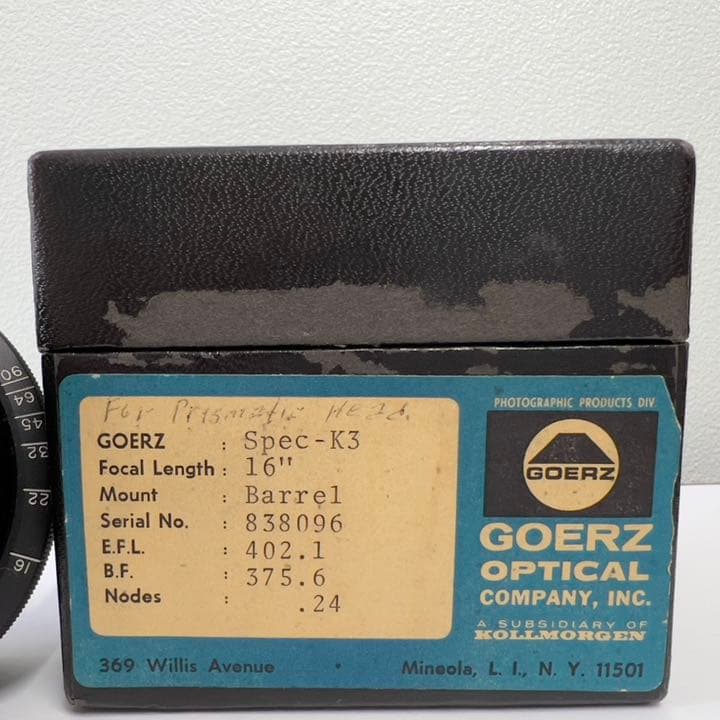 For Prismatic Head.
GOERZ : Spec-K3
Focal Length : 16"
Mount : Barrel
Serial No. : 838096
E.F.L. : 402.1
B.F. : 375.6
Nodes : .24
PHOTOGRAPHIC PRODUCTS DIV.
GOERZ
GOERZ
OPTICAL
COMPANY, INC.
A SUBSIDIARY OF
KOLLMORGEN
369 Willis Avenue • Mineola, L. I., N. Y. 11501
90
64
45
32
22
16